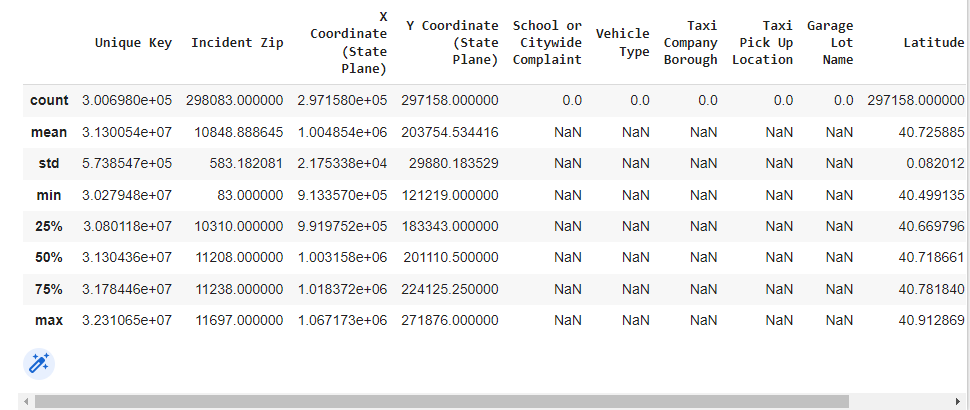 Unique Key Incident Zip X Coordinate (State Plane) Y Coordinate (State Plane) School or Citywide Complaint Vehicle Type Taxi Company Borough Taxi Pick Up Location Garage Lot Name Latitude
count 3.006980e+05 298083.000000 2.971580e+05 297158.000000 0.0 0.0 0.0 0.0 0.0 297158.000000
mean 3.130054e+07 10848.888645 1.004854e+06 203754.534416 NaN NaN NaN NaN NaN 40.725885
std 5.738547e+05 583.182081 2.175338e+04 29880.183529 NaN NaN NaN NaN NaN 0.082012
min 3.027948e+07 83.000000 9.133570e+05 121219.000000 NaN NaN NaN NaN NaN 40.499135
25% 3.080118e+07 10310.000000 9.919752e+05 183343.000000 NaN NaN NaN NaN NaN 40.669796
50% 3.130436e+07 11208.000000 1.003158e+06 201110.500000 NaN NaN NaN NaN NaN 40.718661
75% 3.178446e+07 11238.000000 1.018372e+06 224125.250000 NaN NaN NaN NaN NaN 40.781840
max 3.231065e+07 11697.000000 1.067173e+06 271876.000000 NaN NaN NaN NaN NaN 40.912869